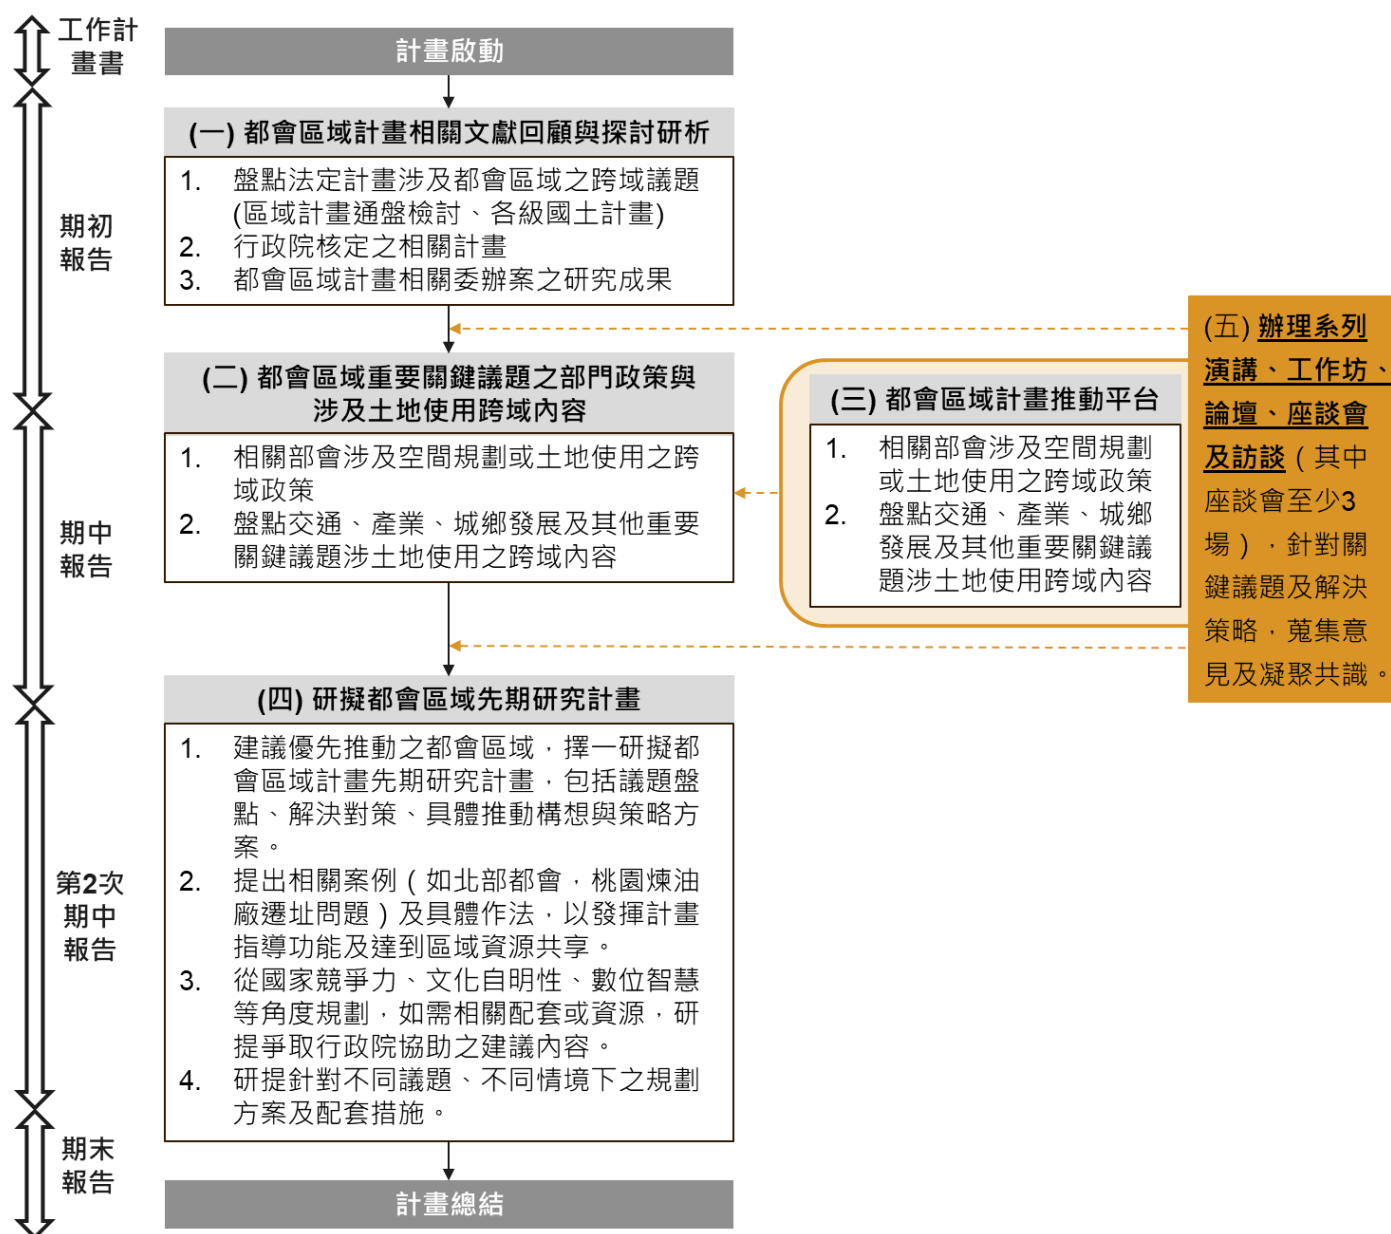 工作計
畫書
計畫啟動
(一) 都會區域計畫相關文獻回顧與探討研析
1. 盤點法定計畫涉及都會區域之跨域議題
(區域計畫通盤檢討、各級國土計畫)
2. 行政院核定之相關計畫
3. 都會區域計畫相關委辦案之研究成果
期初
報告
(二) 都會區域重要關鍵議題之部門政策與
涉及土地使用跨域內容
1. 相關部會涉及空間規劃或土地使用之跨
域政策
2. 盤點交通、產業、城鄉發展及其他重要
關鍵議題涉土地使用之跨域內容
期中
報告
(三) 都會區域計畫推動平台
1. 相關部會涉及空間規劃
或土地使用之跨域政策
2. 盤點交通、產業、城鄉
發展及其他重要關鍵議
題涉土地使用跨域內容
(五) 辦理系列
演講、工作坊、
論壇、座談會
及訪談（其中
座談會至少3
場），針對關
鍵議題及解決
策略，蒐集意
見及凝聚共識。
(四) 研擬都會區域先期研究計畫
1. 建議優先推動之都會區域，擇一研擬都
會區域計畫先期研究計畫，包括議題盤
點、解決對策、具體推動構想與策略方
案。
2. 提出相關案例（如北部都會，桃園煉油
廠遷址問題）及具體作法，以發揮計畫
指導功能及達到區域資源共享。
3. 從國家競爭力、文化自明性、數位智慧
等角度規劃，如需相關配套或資源，研
提爭取行政院協助之建議內容。
4. 研提針對不同議題、不同情境下之規劃
方案及配套措施。
第2次
期中
報告
期末
報告
計畫總結